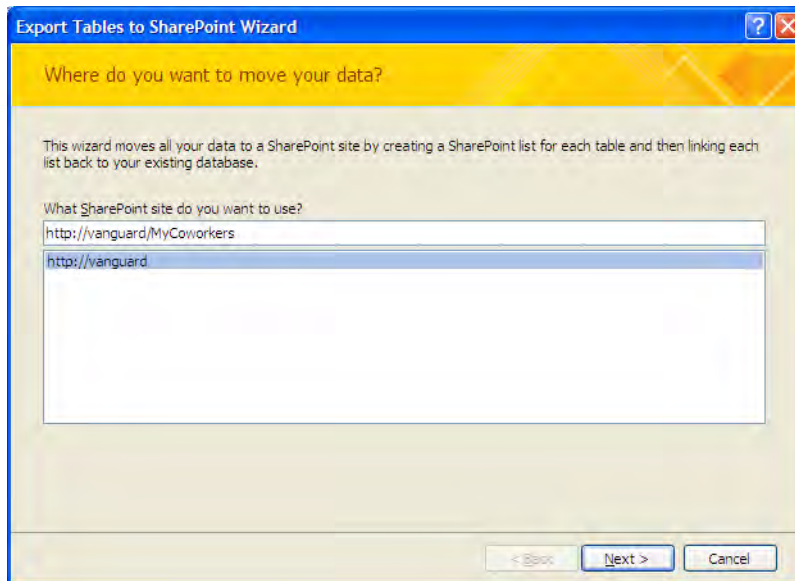 Export Tables to SharePoint Wizard
Where do you want to move your data?
This wizard moves all your data to a SharePoint site by creating a SharePoint list for each table and then linking each
list back to your existing database.
What SharePoint site do you want to use?
http://vanguard/MyCoworkers
http://vanguard
< Back Next > Cancel